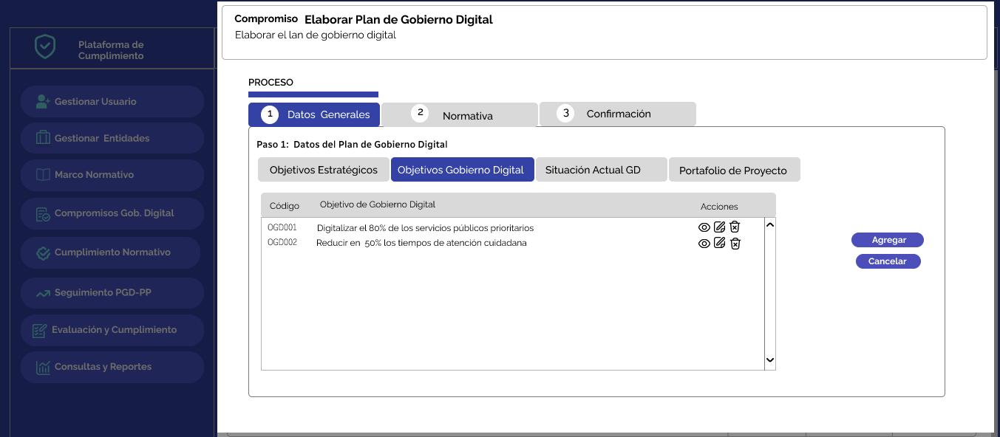 Plataforma de
Cumplimiento
Gestionar Usuario
Gestionar Entidades
Marco Normativo
Compromisos Gob. Digital
Cumplimiento Normativo
Seguimiento PGD-PP
Evaluación y Cumplimiento
Consultas y Reportes
Compromiso Elaborar Plan de Gobierno Digital
Elaborar el lan de gobierno digital
PROCESO
1 Datos Generales 2 Normativa 3 Confirmación
Paso 1: Datos del Plan de Gobierno Digital
Objetivos Estratégicos Objetivos Gobierno Digital Situación Actual GD Portafolio de Proyecto
Código Objetivo de Gobierno Digital Acciones
OGD001 Digitalizar el 80% de los servicios públicos prioritarios
OGD002 Reducir en 50% los tiempos de atención cuidadana
Agregar
Cancelar